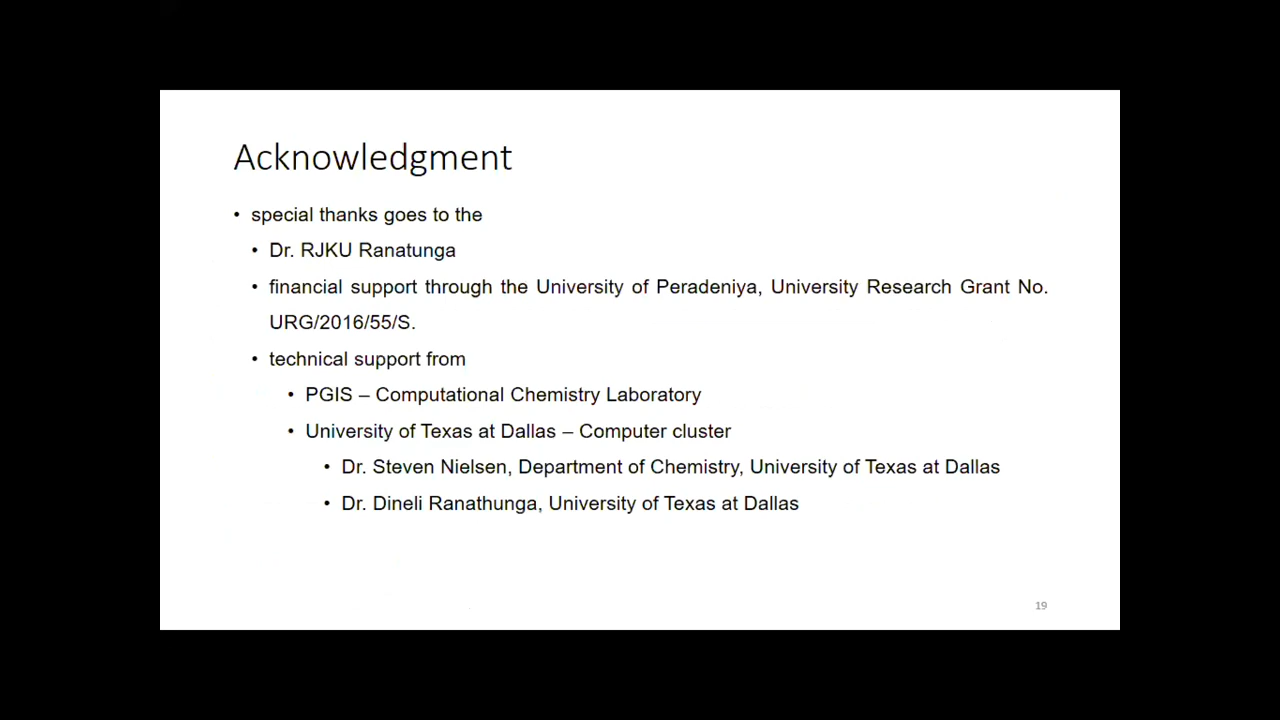 Acknowledgment
• special thanks goes to the
• Dr. RJKU Ranatunga
• financial support through the University of Peradeniya, University Research Grant No.
URG/2016/55/S.
• technical support from
• PGIS – Computational Chemistry Laboratory
• University of Texas at Dallas – Computer cluster
• Dr. Steven Nielsen, Department of Chemistry, University of Texas at Dallas
• Dr. Dineli Ranathunga, University of Texas at Dallas
19